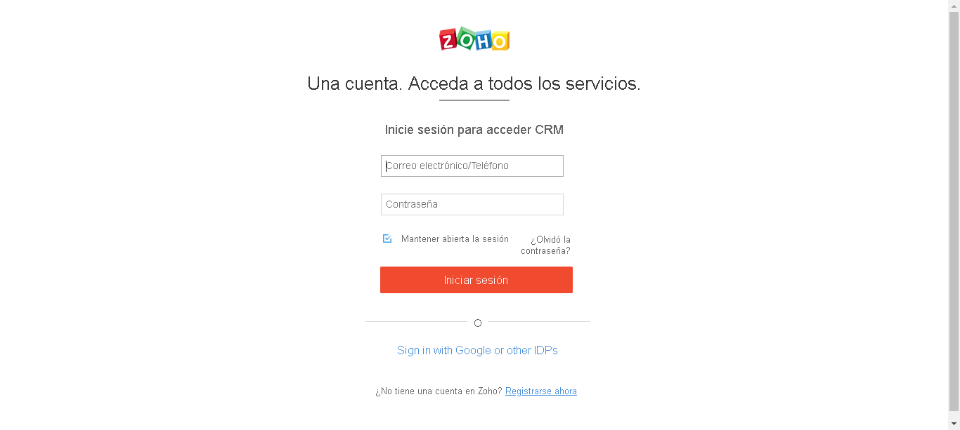 ZOHO
Una cuenta. Acceda a todos los servicios.
Inicie sesión para acceder CRM
Correo electrónico/Teléfono
Contraseña
Mantener abierta la sesión
¿Olvidó la
contraseña?
Iniciar sesión
O
Sign in with Google or other IDPs
¿No tiene una cuenta en Zoho? Registrarse ahora